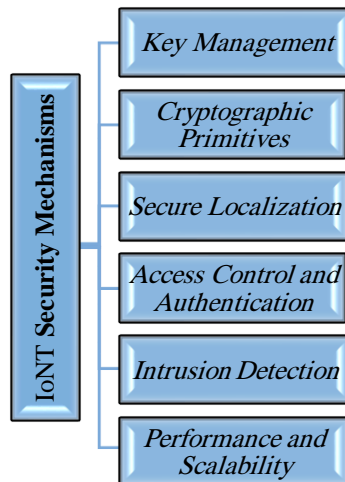 IoNT Security Mechanisms
Key Management
Cryptographic
Primitives
Secure Localization
Access Control and
Authentication
Intrusion Detection
Performance and
Scalability